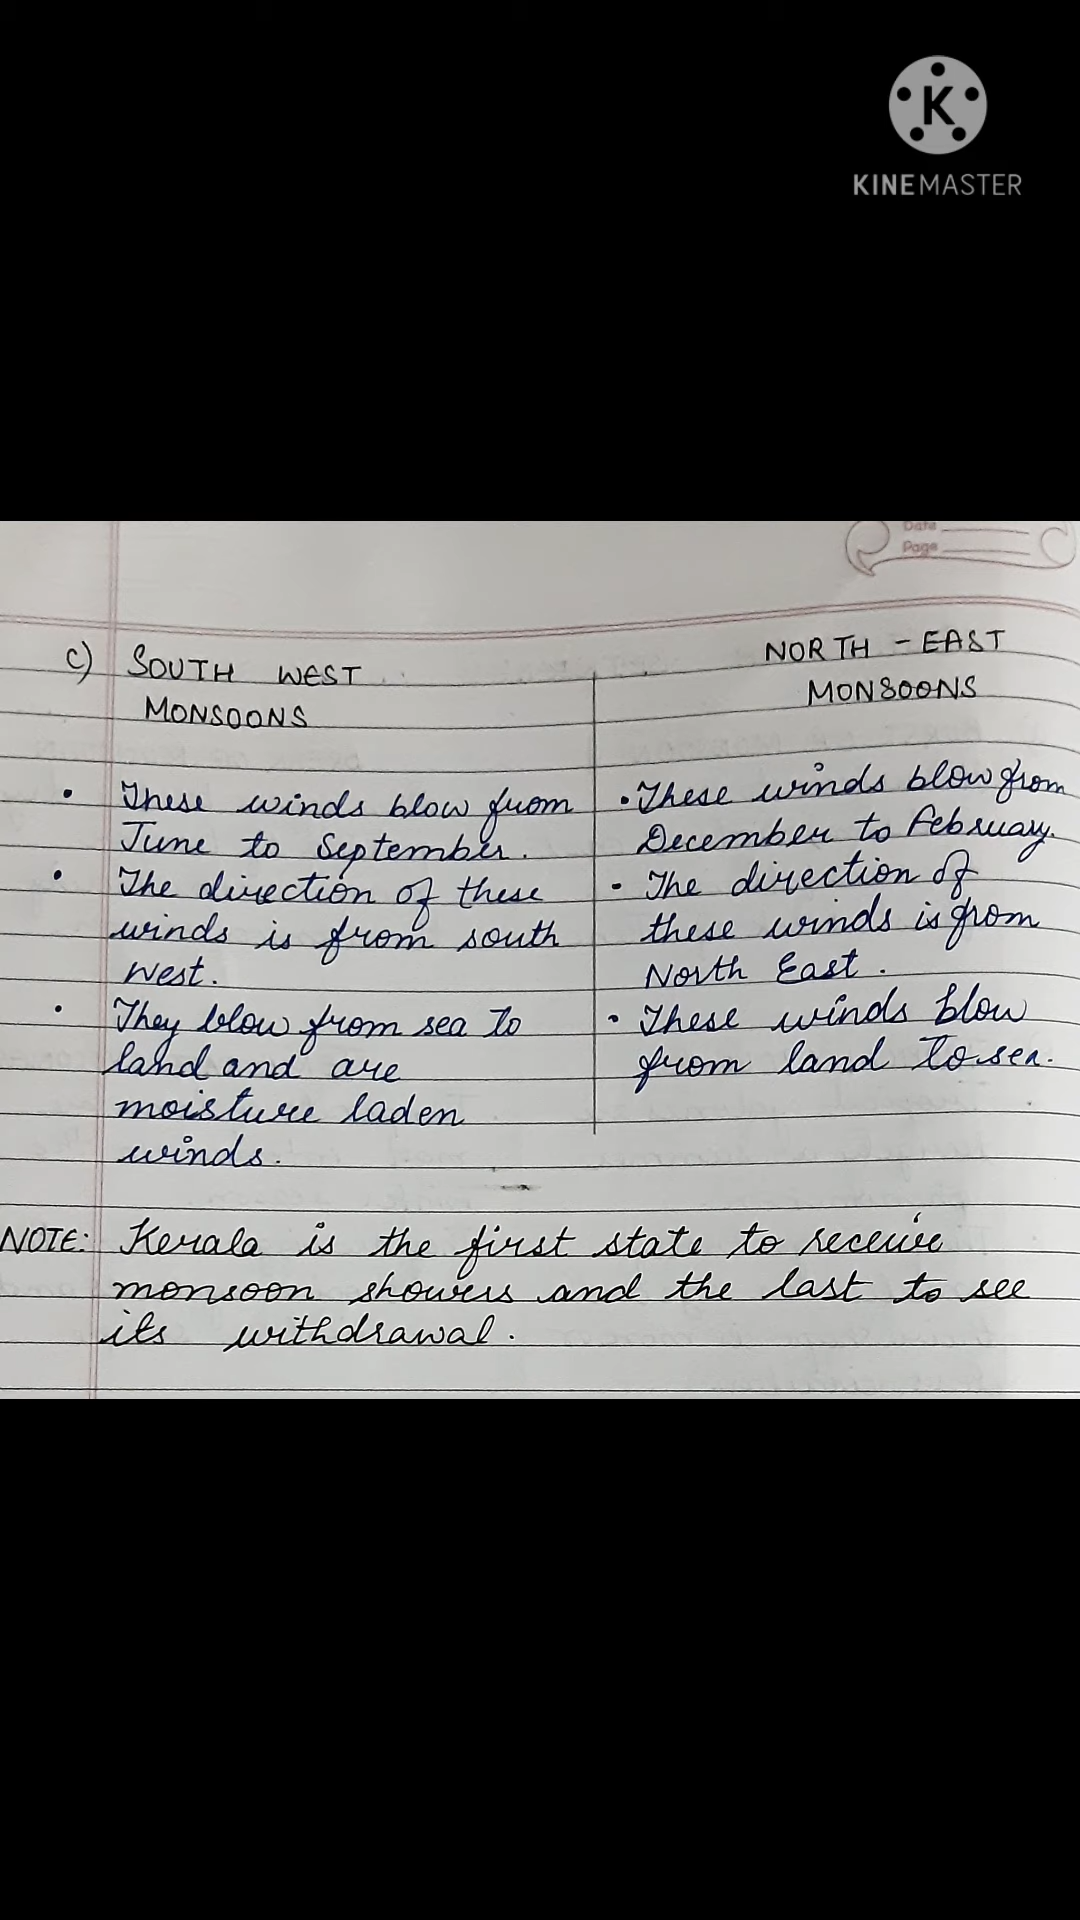 KINEMASTER
Date
Page
c) SOUTH WEST
MONSOONS
• These winds blow from
June to September.
• The direction of these
winds is from south
west.
• They blow from sea to
land and are
moisture laden
winds.
NORTH - EAST
MONSOONS
• These winds blow from
December to February.
• The direction of
these winds is from
North East.
• These winds blow
from land to sea.
NOTE: Kerala is the first state to receive
monsoon showers and the last to see
its withdrawal.